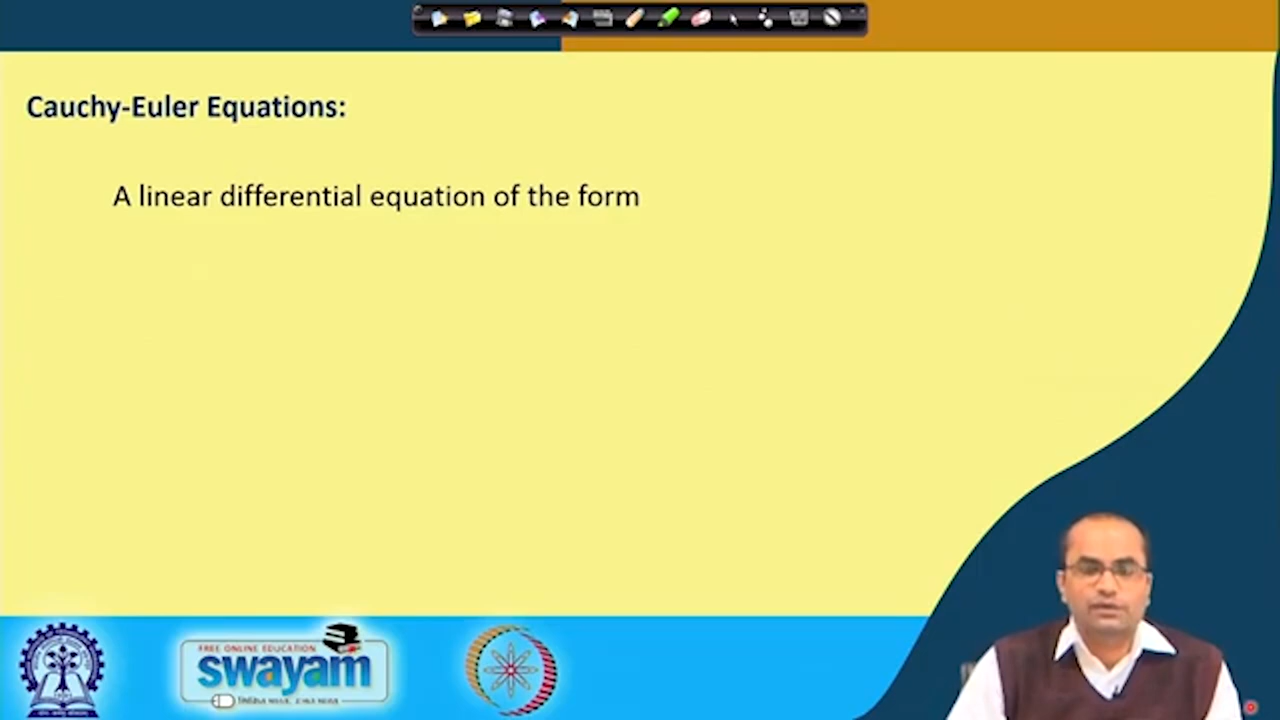 Cauchy-Euler Equations:
A linear differential equation of the form
FREE ONLINE EDUCATION
swayam